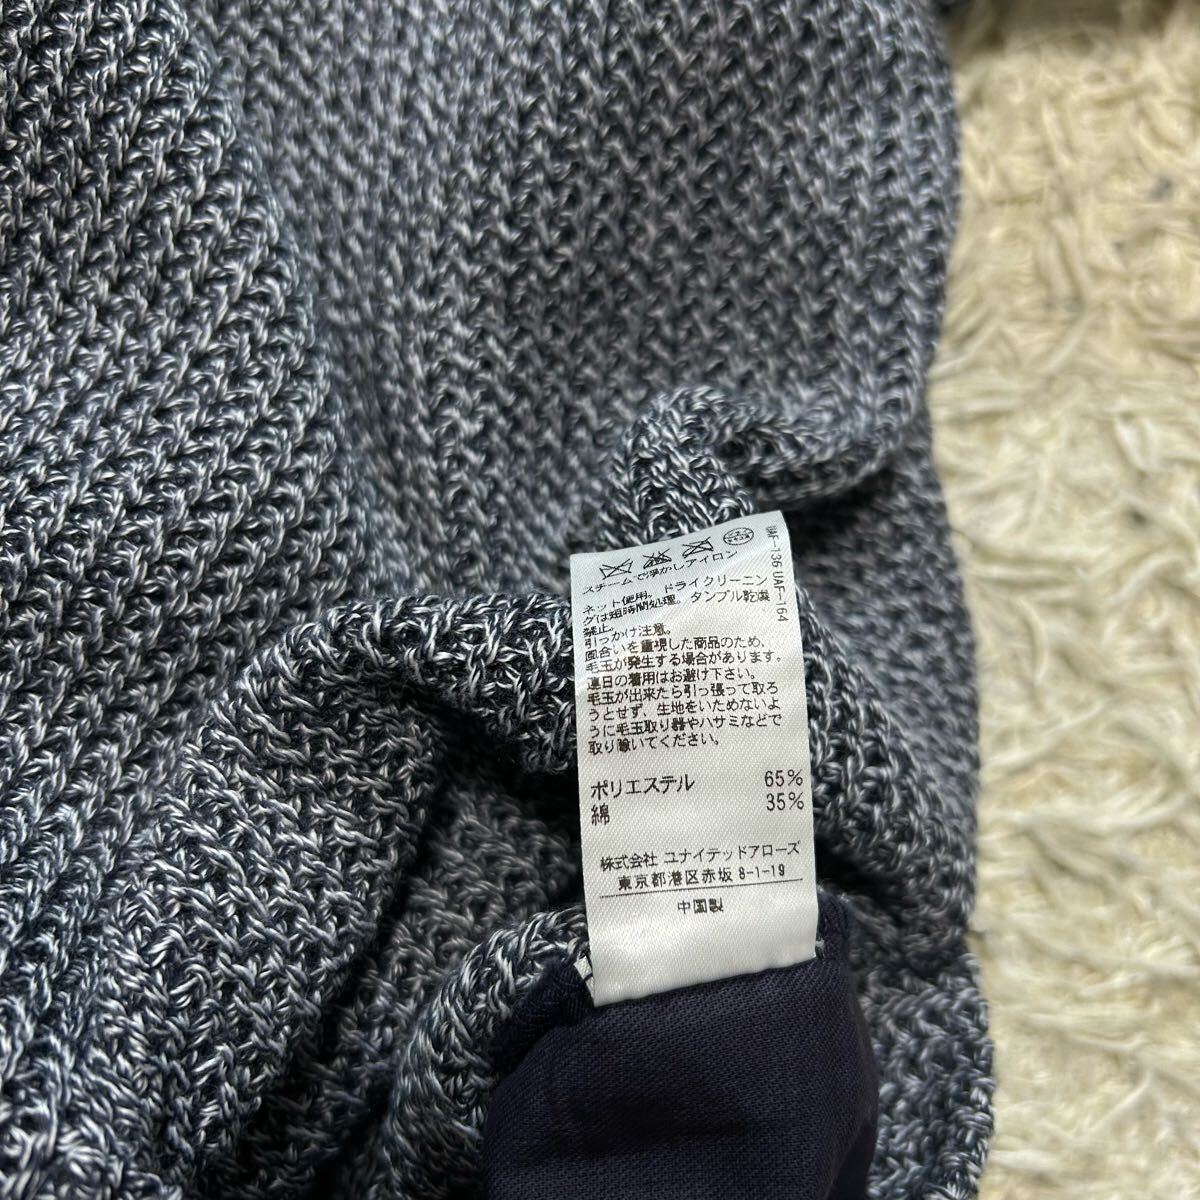 スチームで浮かしアイロン
ネット使用。ドライクリーニン
グは短時間処理。タンブル乾燥
禁止。
引っかけ注意。
風合いを重視した商品のため、
毛玉が発生する場合があります。
連日の着用はお避け下さい。
毛玉が出来たら引っ張って取ろ
うとせず、生地をいためないよ
うに毛玉取り器やハサミなどで
取り除いてください。
ポリエステル 65%
綿 35%
株式会社 ユナイテッドアローズ
東京都港区赤坂 8-1-19
中国製
UAF-136 UAF-164